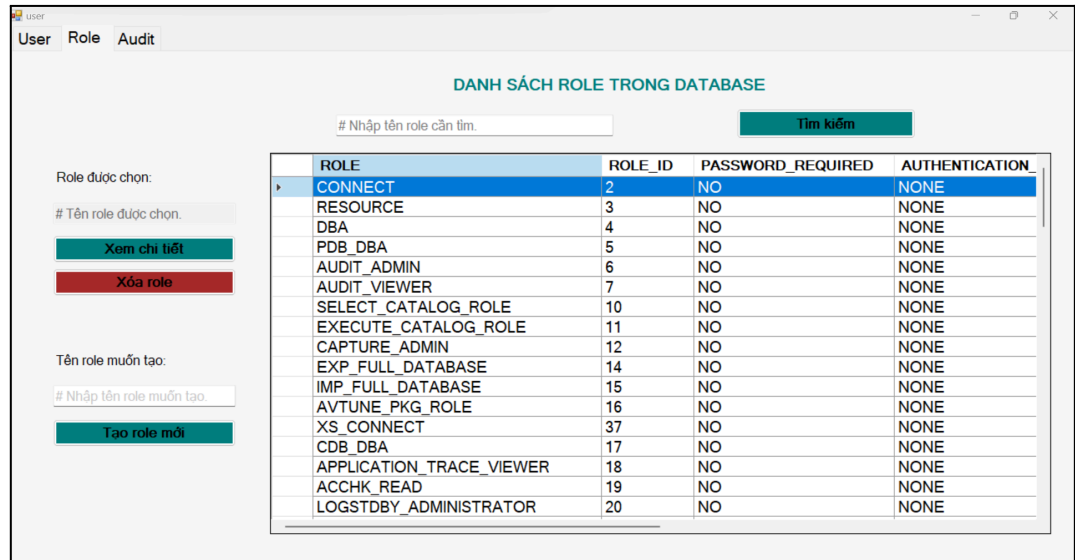 user
User Role Audit
DANH SÁCH ROLE TRONG DATABASE
# Nhập tên role cần tìm. Tìm kiếm
Role được chọn:
# Tên role được chọn.
Xem chi tiết
Xóa role
Tên role muốn tạo:
# Nhập tên role muốn tạo.
Tạo role mới
ROLE ROLE_ID PASSWORD_REQUIRED AUTHENTICATION_
CONNECT 2 NO NONE
RESOURCE 3 NO NONE
DBA 4 NO NONE
PDB_DBA 5 NO NONE
AUDIT_ADMIN 6 NO NONE
AUDIT_VIEWER 7 NO NONE
SELECT_CATALOG_ROLE 10 NO NONE
EXECUTE_CATALOG_ROLE 11 NO NONE
CAPTURE_ADMIN 12 NO NONE
EXP_FULL_DATABASE 14 NO NONE
IMP_FULL_DATABASE 15 NO NONE
AVTUNE_PKG_ROLE 16 NO NONE
XS_CONNECT 37 NO NONE
CDB_DBA 17 NO NONE
APPLICATION_TRACE_VIEWER 18 NO NONE
ACCHK_READ 19 NO NONE
LOGSTDBY_ADMINISTRATOR 20 NO NONE